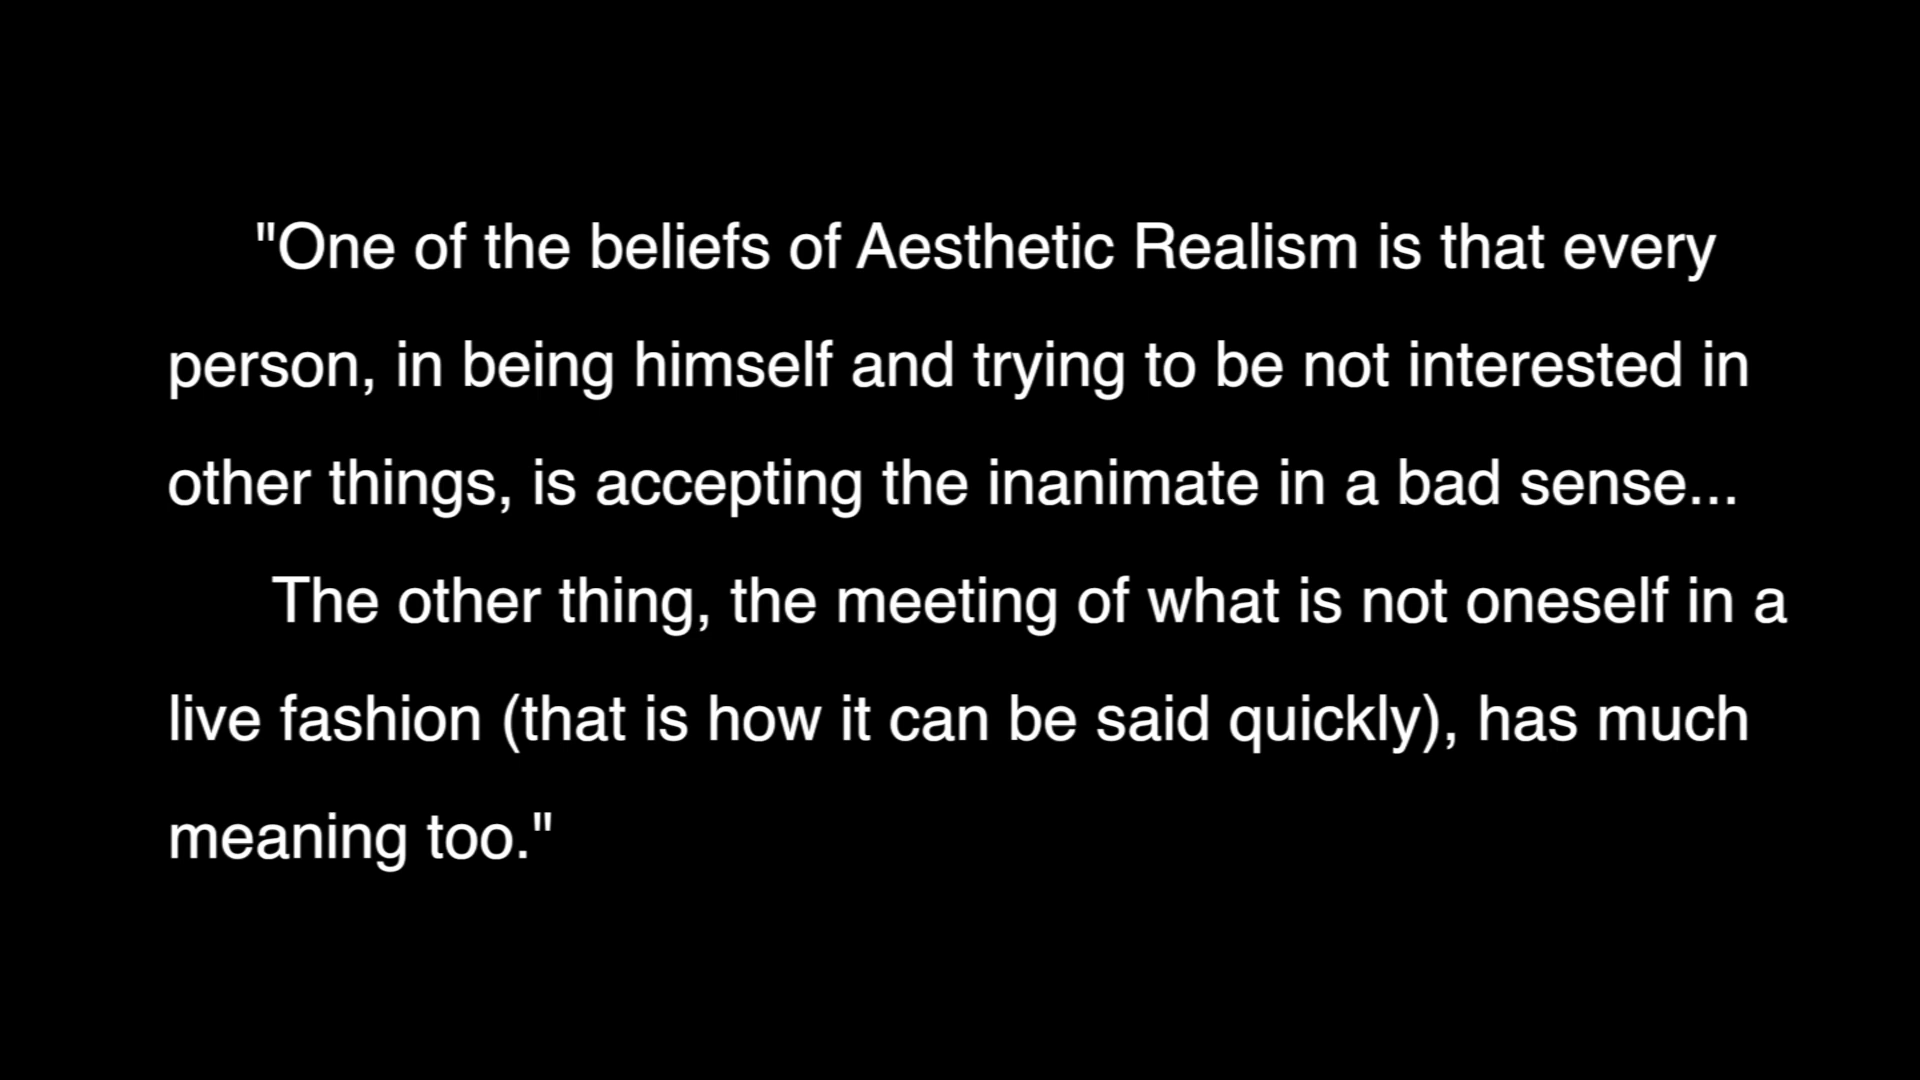 "One of the beliefs of Aesthetic Realism is that every
person, in being himself and trying to be not interested in
other things, is accepting the inanimate in a bad sense...
The other thing, the meeting of what is not oneself in a
live fashion (that is how it can be said quickly), has much
meaning too."